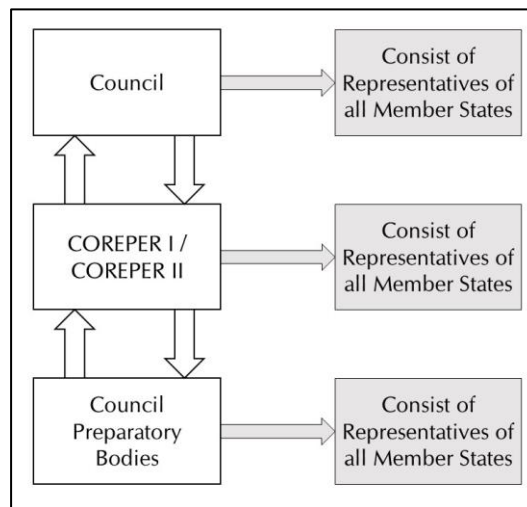 Council
Consist of
Representatives of
all Member States
COREPER I /
COREPER II
Consist of
Representatives of
all Member States
Council
Preparatory
Bodies
Consist of
Representatives of
all Member States